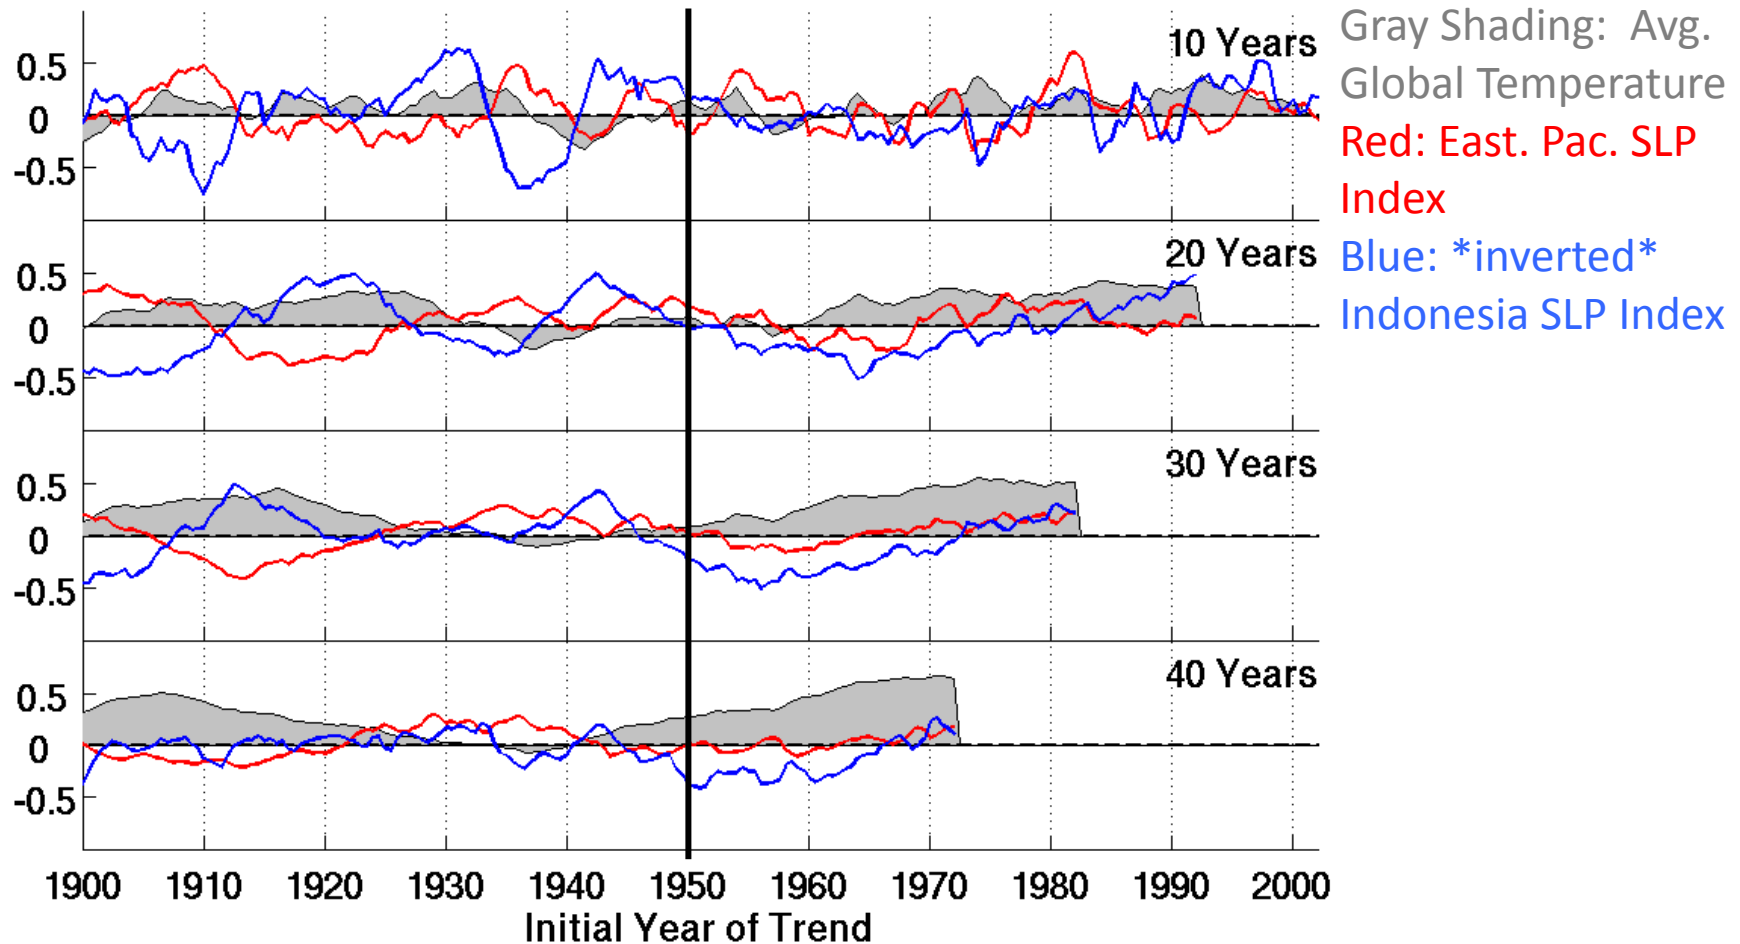 10 Years
0.5
0
-0.5
20 Years
0.5
0
-0.5
30 Years
0.5
0
-0.5
40 Years
0.5
0
-0.5
1900 1910 1920 1930 1940 1950 1960 1970 1980 1990 2000
Initial Year of Trend
Gray Shading: Avg.
Global Temperature
Red: East. Pac. SLP
Index
Blue: *inverted*
Indonesia SLP Index